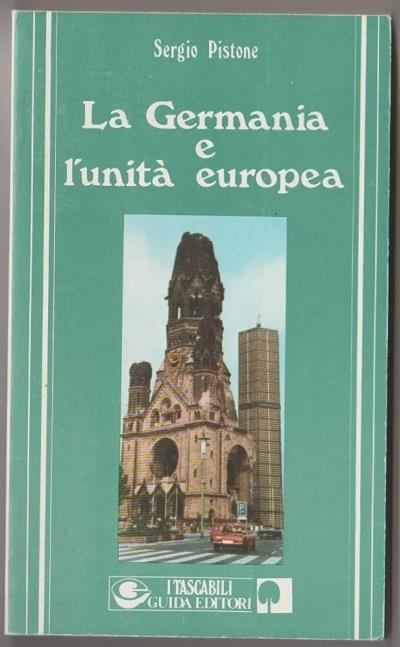 Sergio Pistone
La Germania
e
l'unità europea
P
I TASCABILI
GUIDA EDITORI